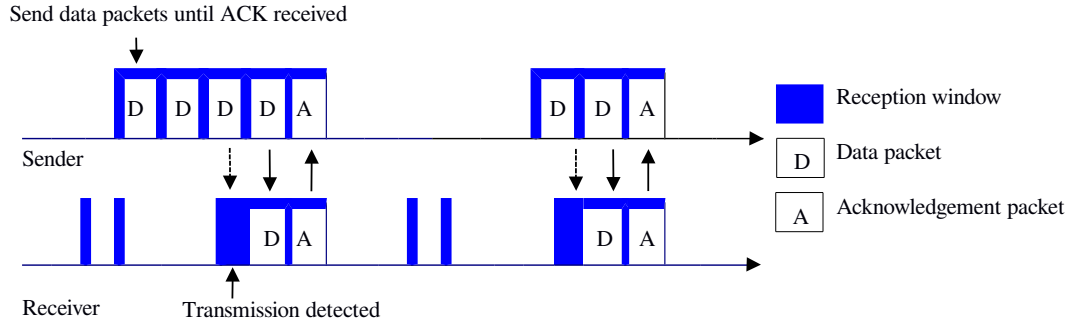 Send data packets until ACK received
D D D D A
D D A
Reception window
D Data packet
A Acknowledgement packet
Sender
D A
D A
Receiver
Transmission detected